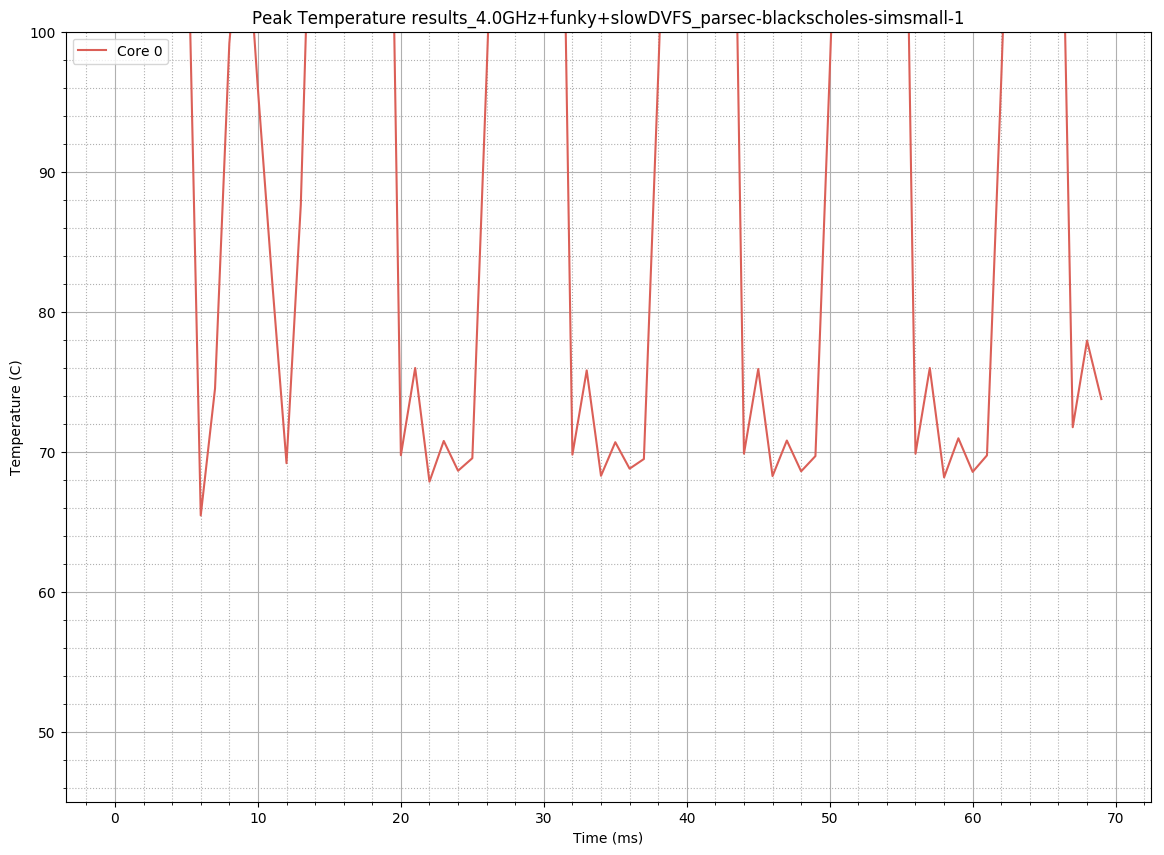 Peak Temperature results_4.0GHz+funky+slowDVFS_parsec-blackscholes-simsmall-1
Core 0
Temperature (C)
100
90
80
70
60
50
0 10 20 30 40 50 60 70
Time (ms)